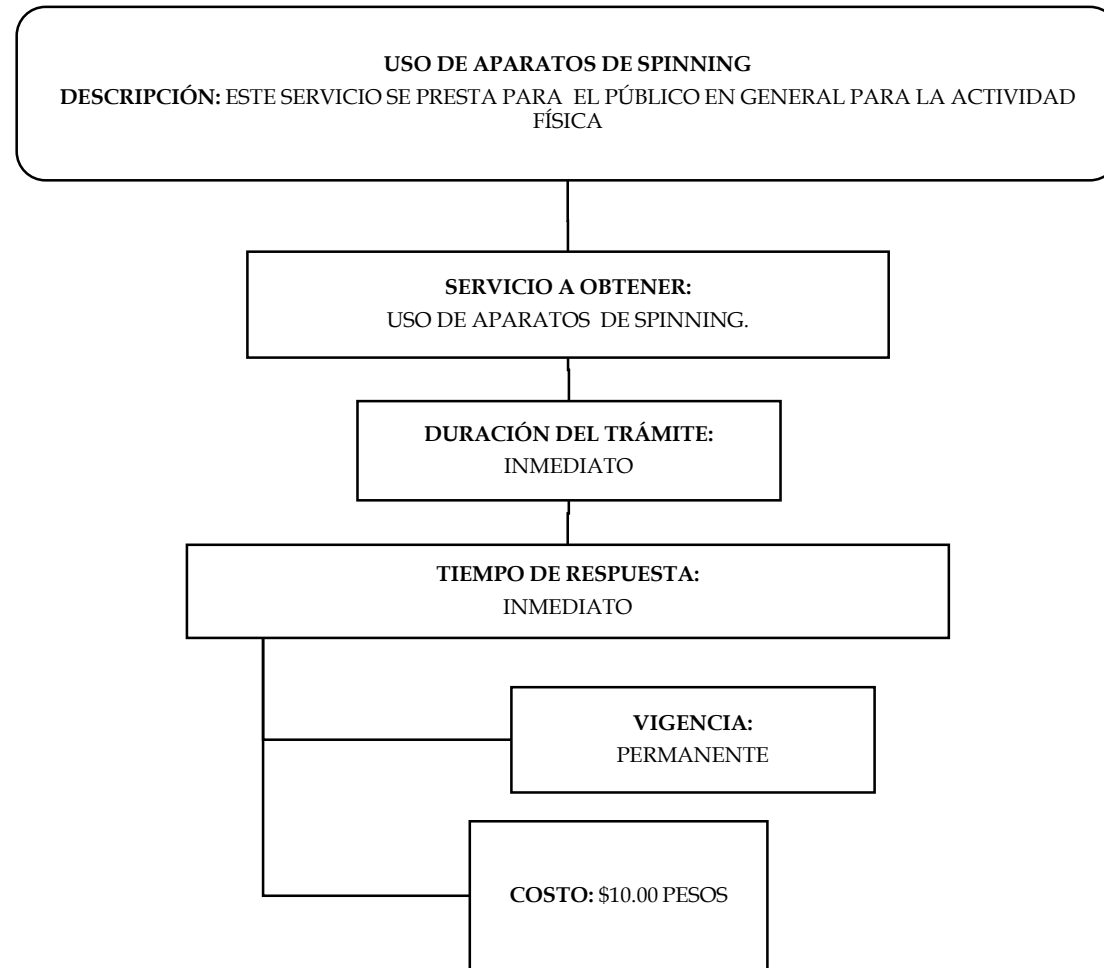 USO DE APARATOS DE SPINNING
DESCRIPCIÓN: ESTE SERVICIO SE PRESTA PARA EL PÚBLICO EN GENERAL PARA LA ACTIVIDAD
FÍSICA
SERVICIO A OBTENER:
USO DE APARATOS DE SPINNING.
DURACIÓN DEL TRÁMITE:
INMEDIATO
TIEMPO DE RESPUESTA:
INMEDIATO
VIGENCIA:
PERMANENTE
COSTO: $10.00 PESOS